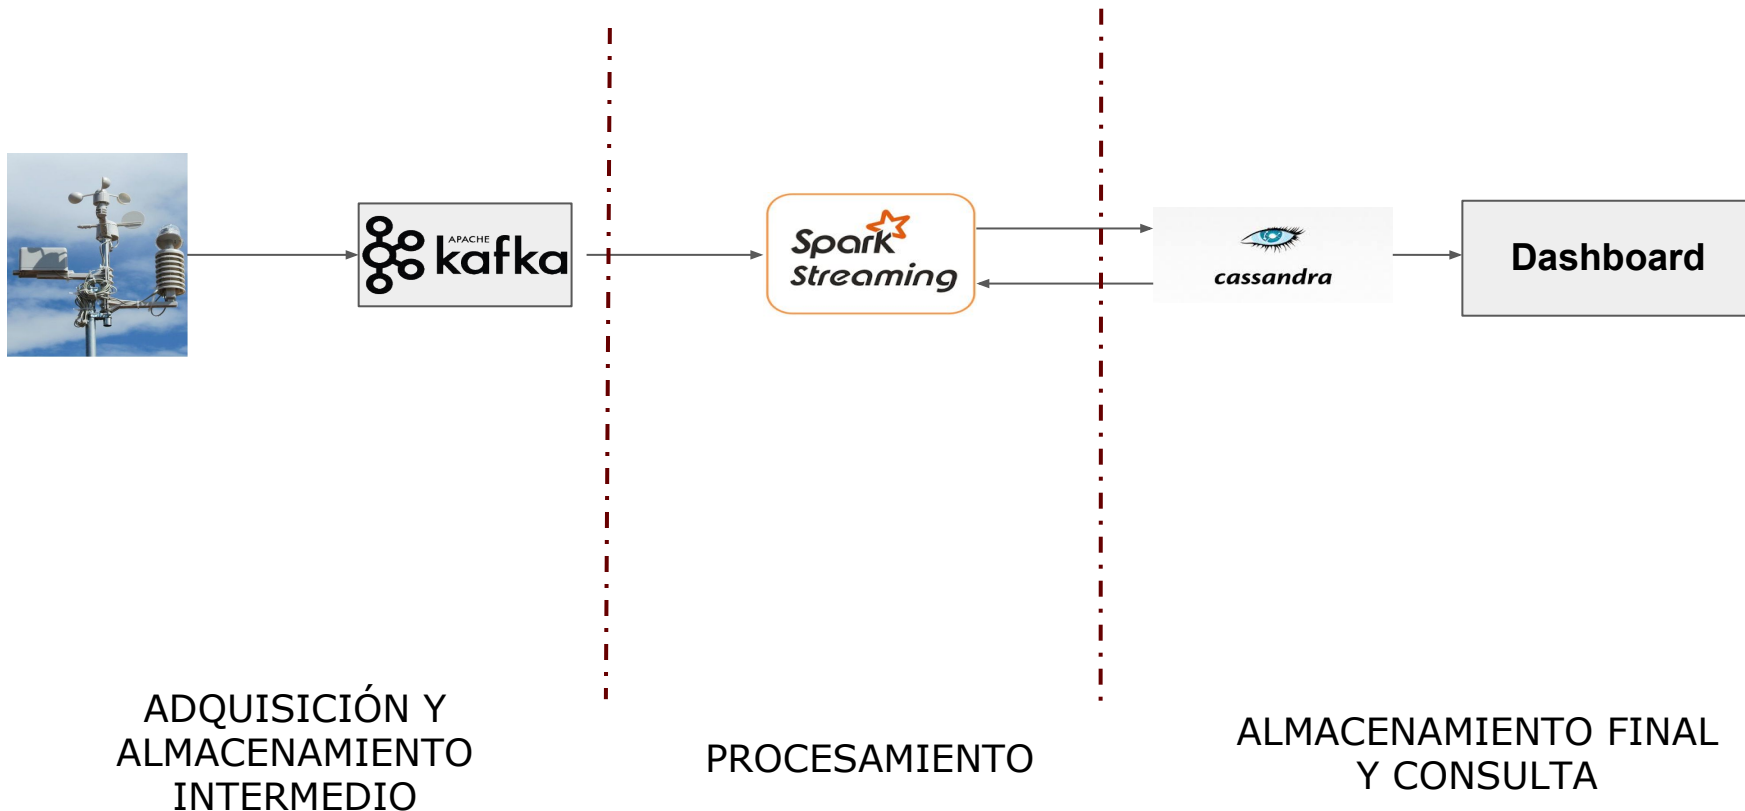 APACHE
kafka
Spark
Streaming
cassandra
Dashboard
ADQUISICIÓN Y
ALMACENAMIENTO
INTERMEDIO
PROCESAMIENTO
ALMACENAMIENTO FINAL
Y CONSULTA